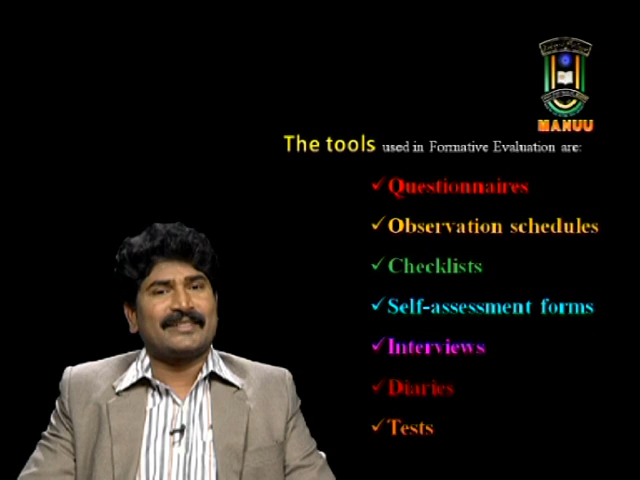 MANUU
The tools used in Formative Evaluation are:
✓Questionnaires
✓Observation schedules
✓Checklists
✓Self-assessment forms
✓Interviews
✓Diaries
✓Tests